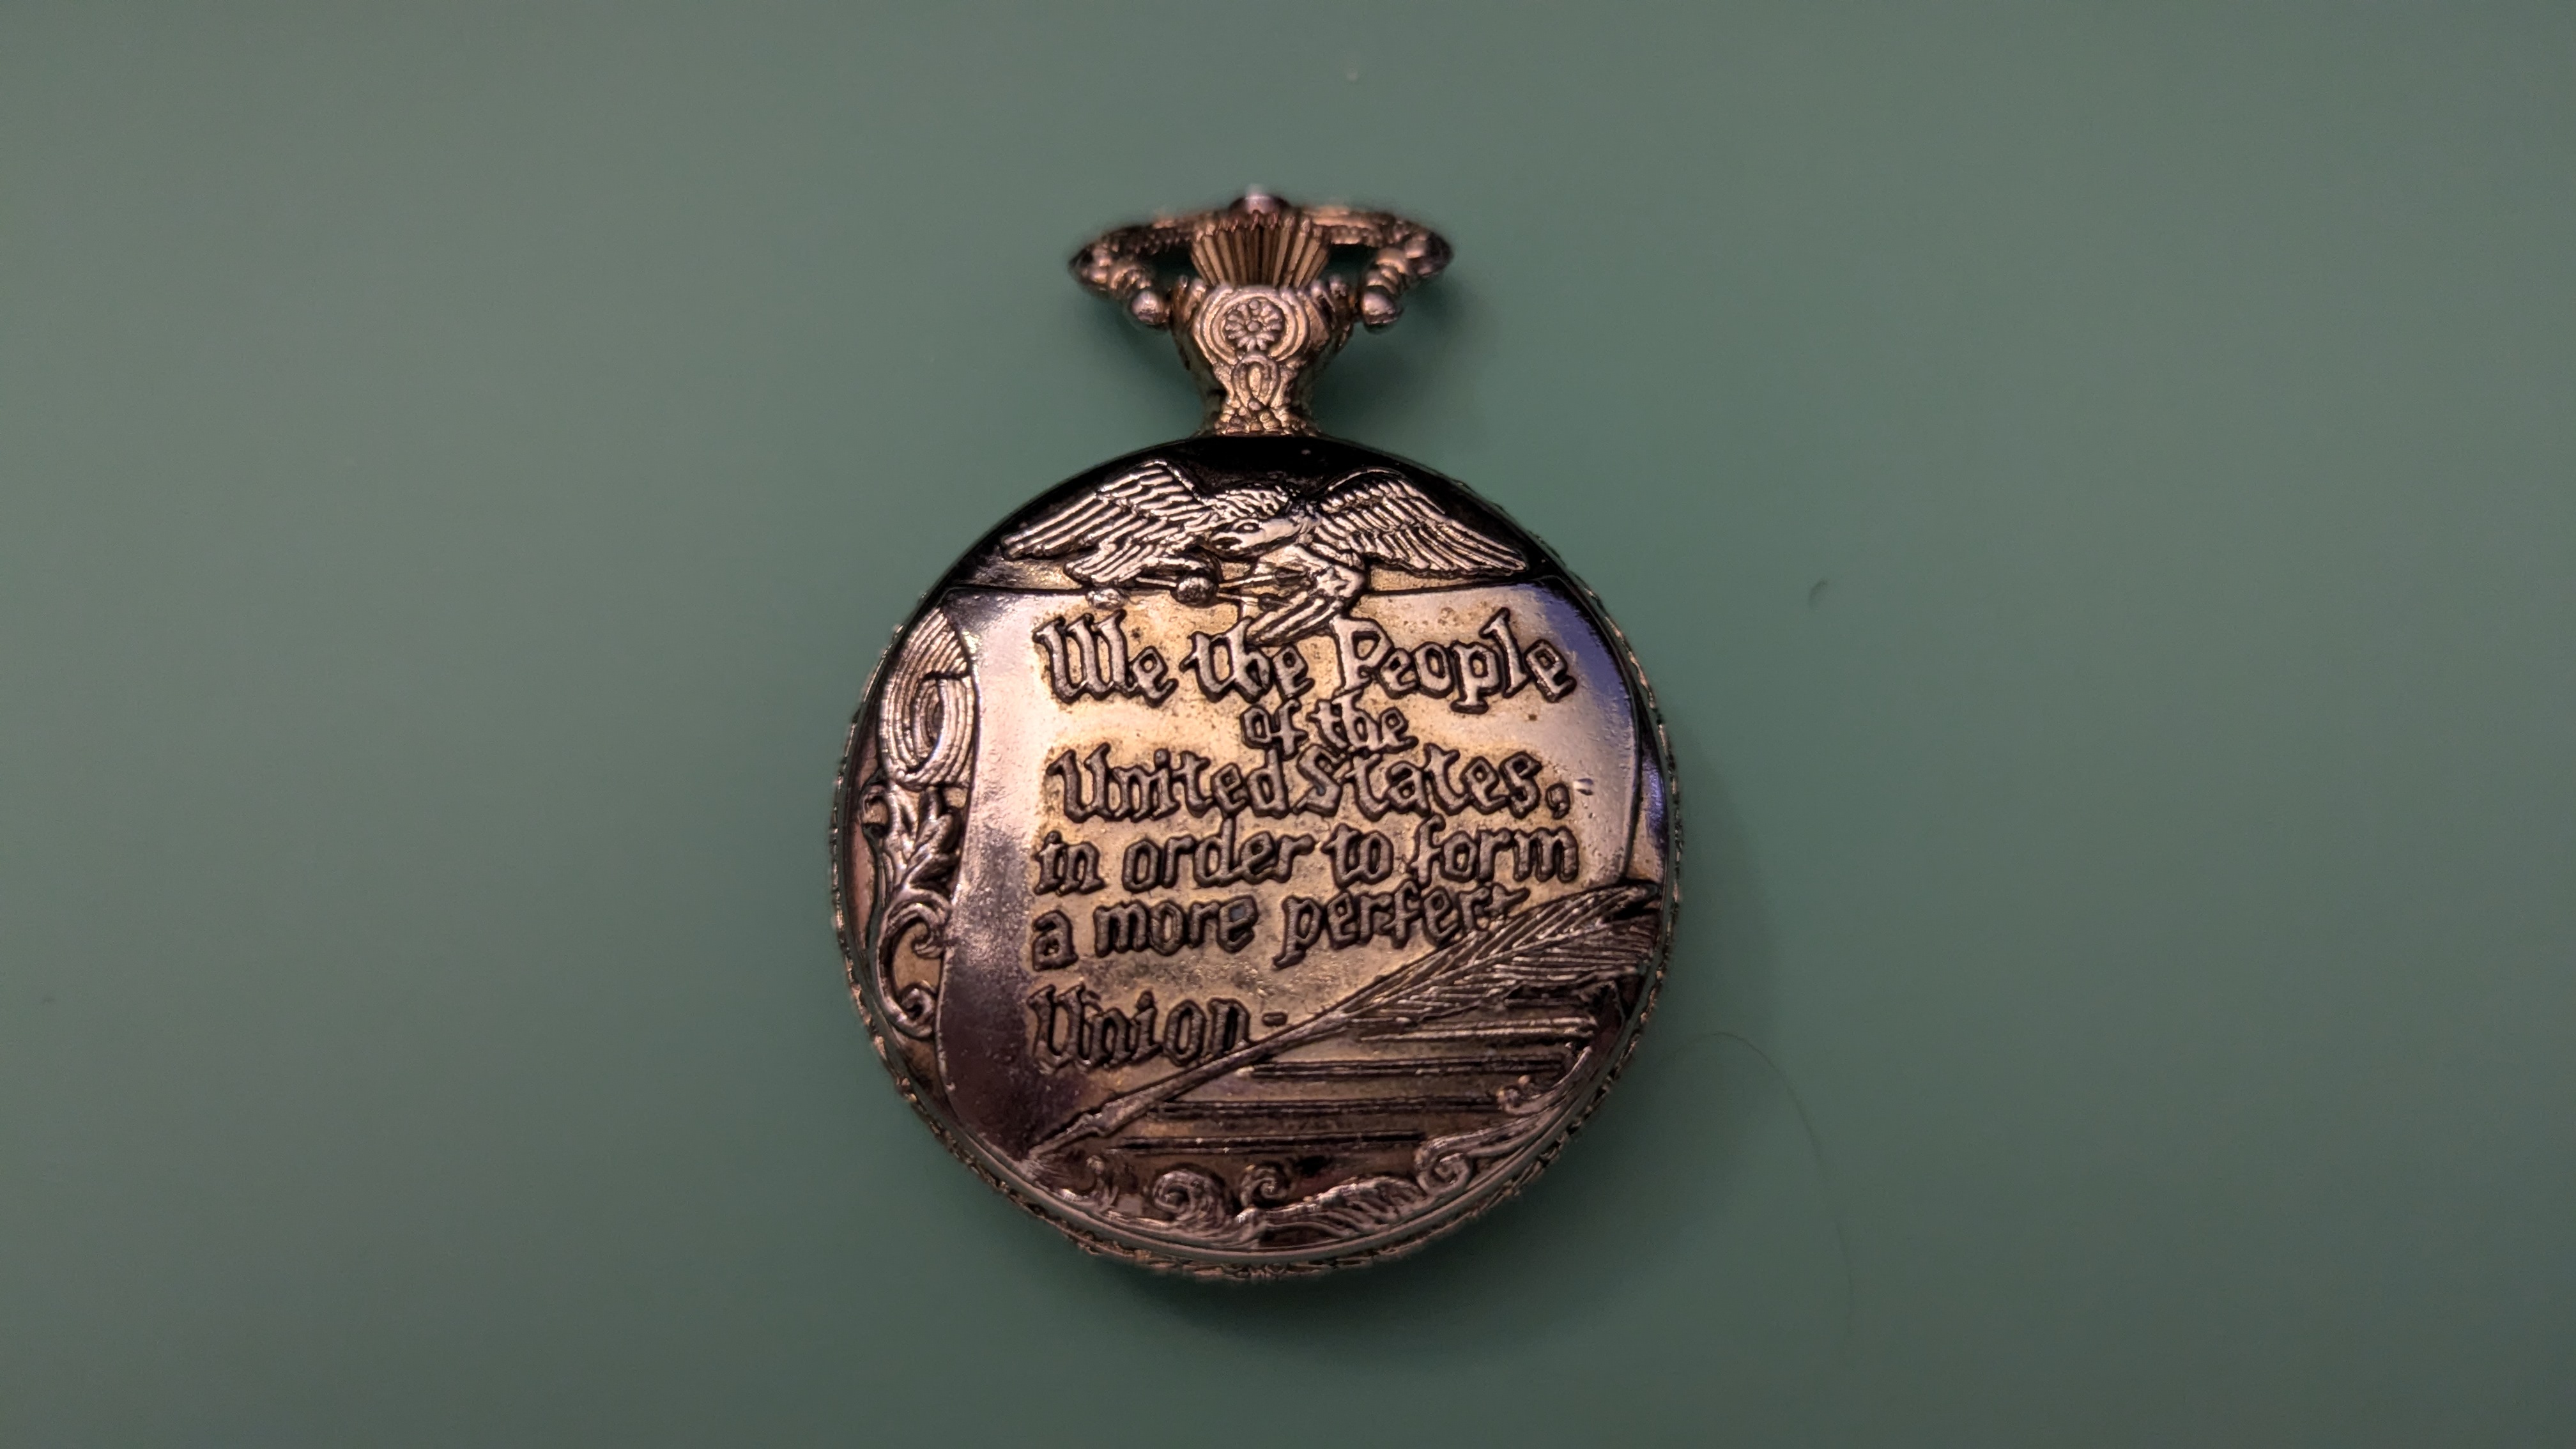 We the People
of the
United States,
in order to form
a more perfect
Union-